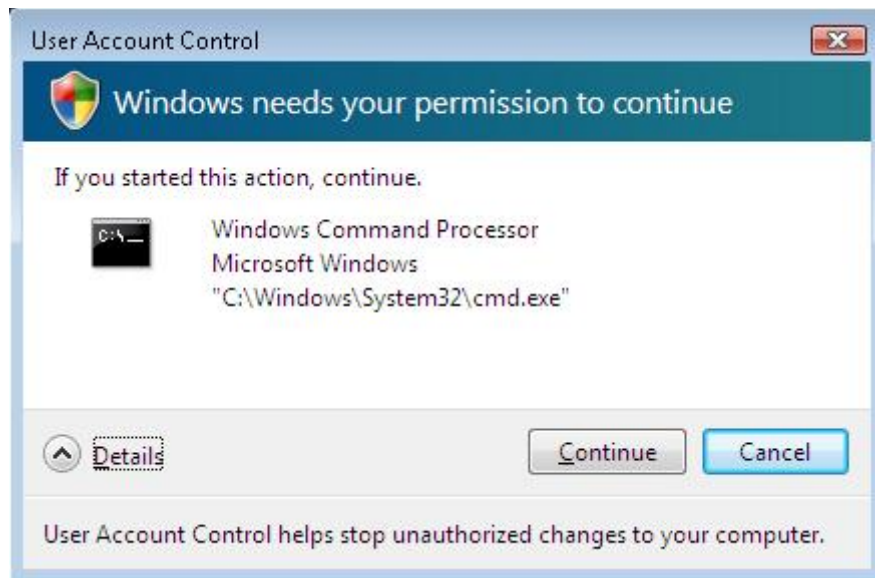 User Account Control
Windows needs your permission to continue
If you started this action, continue.
C:\
Windows Command Processor
Microsoft Windows
"C:\Windows\System32\cmd.exe"
Details
Continue
Cancel
User Account Control helps stop unauthorized changes to your computer.